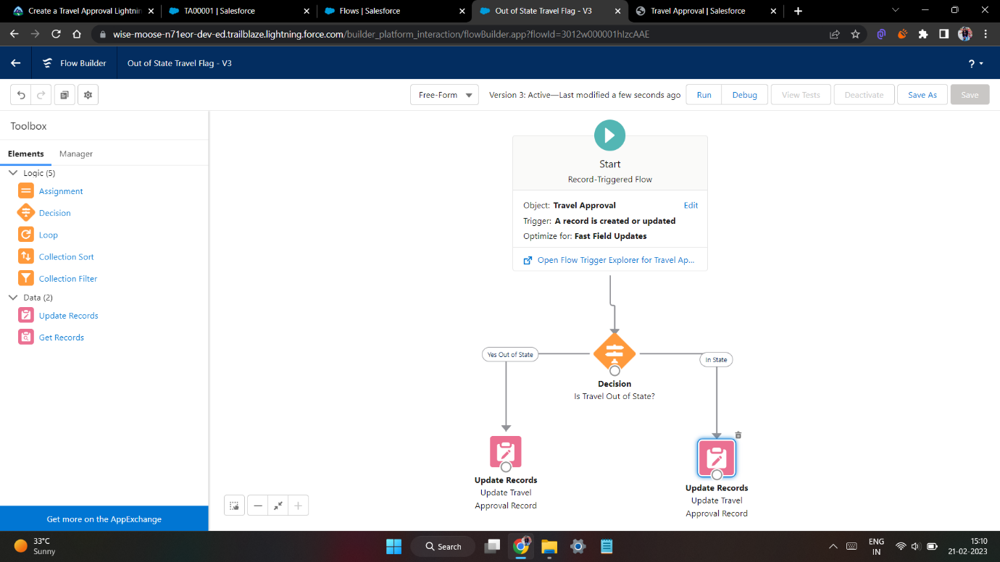 Create a Travel Approval Lightnin
TA00001 | Salesforce
Flows | Salesforce
Out of State Travel Flag - V3
Travel Approval | Salesforce
wise-moose-n71eor-dev-ed.trailblaze.lightning.force.com/builder_platform_interaction/flowBuilder.app?flowId=3012w000001hIzcAAE
Flow Builder
Out of State Travel Flag - V3
?
Free-Form
Version 3: Active—Last modified a few seconds ago
Run
Debug
View Tests
Deactivate
Save As
Save
Toolbox
Elements
Manager
Logic (5)
Assignment
Decision
Loop
Collection Sort
Collection Filter
Data (2)
Update Records
Get Records
Get more on the AppExchange
Start
Record-Triggered Flow
Object: Travel Approval
Edit
Trigger: A record is created or updated
Optimize for: Fast Field Updates
Open Flow Trigger Explorer for Travel Ap...
Yes Out of State
In State
Decision
Is Travel Out of State?
Update Records
Update Travel
Approval Record
Update Records
Update Travel
Approval Record
33°C
Sunny
Search
ENG
IN
15:10
21-02-2023